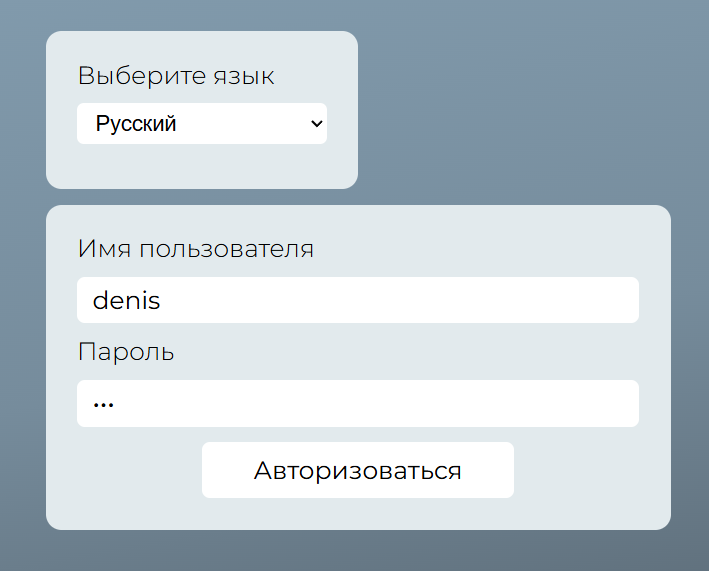 Выберите язык
Русский
Имя пользователя
denis
Пароль
•••
Авторизоваться